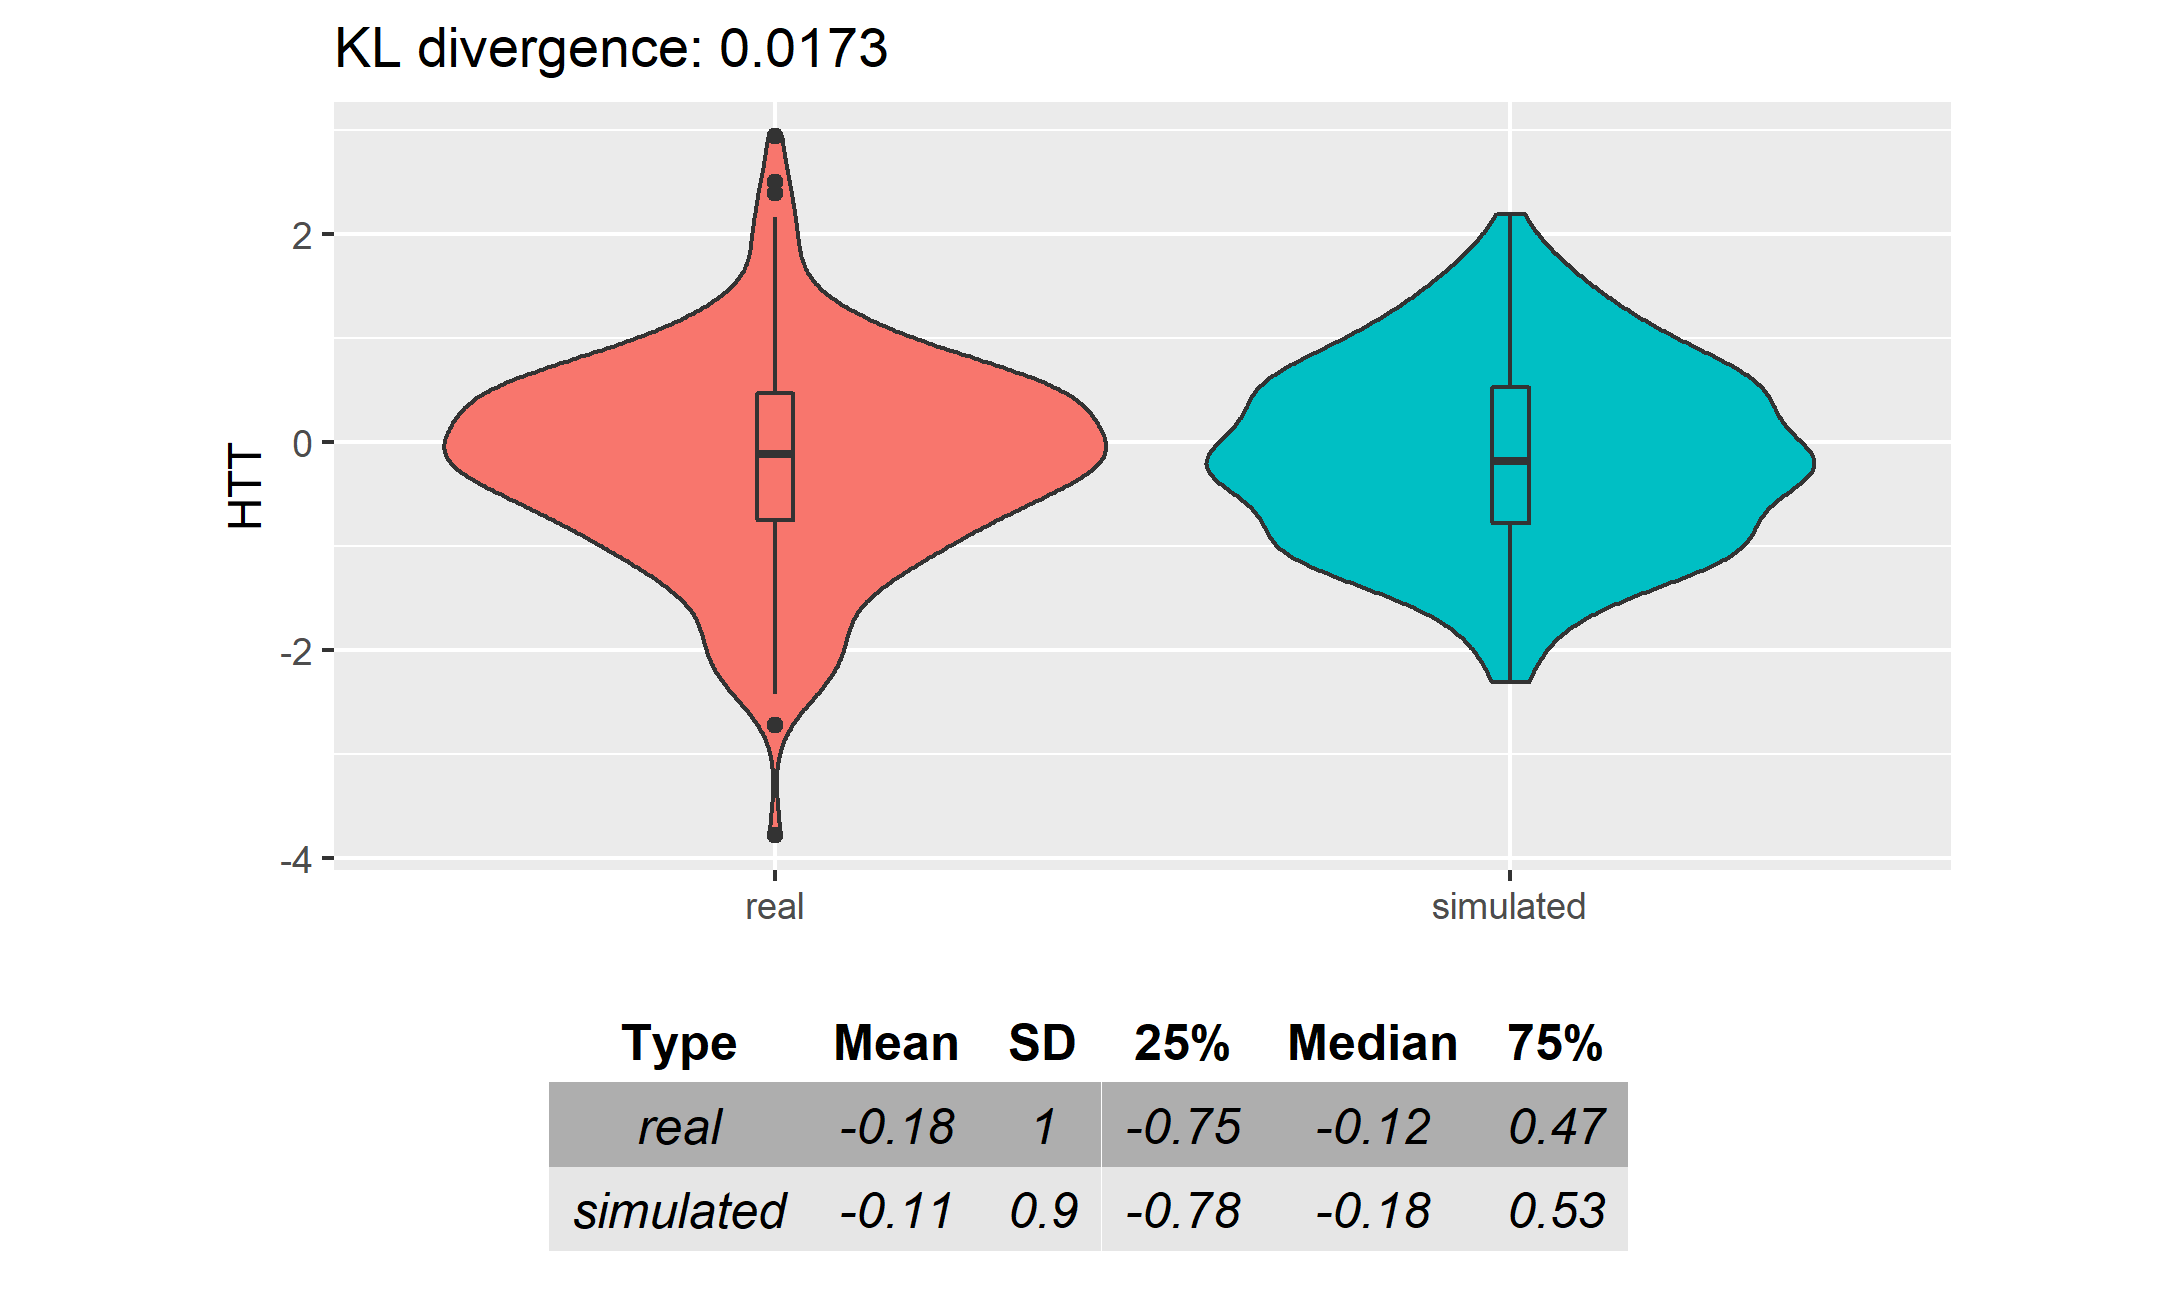 KL divergence: 0.0173
HTT
2
0
-2
-4
real simulated
Type Mean SD 25% Median 75%
real -0.18 1 -0.75 -0.12 0.47
simulated -0.11 0.9 -0.78 -0.18 0.53